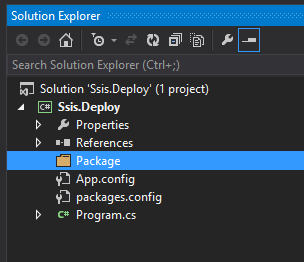 Solution Explorer
Search Solution Explorer (Ctrl+;)
Solution 'Ssis.Deploy' (1 project)
C# Ssis.Deploy
Properties
References
Package
App.config
packages.config
C# Program.cs